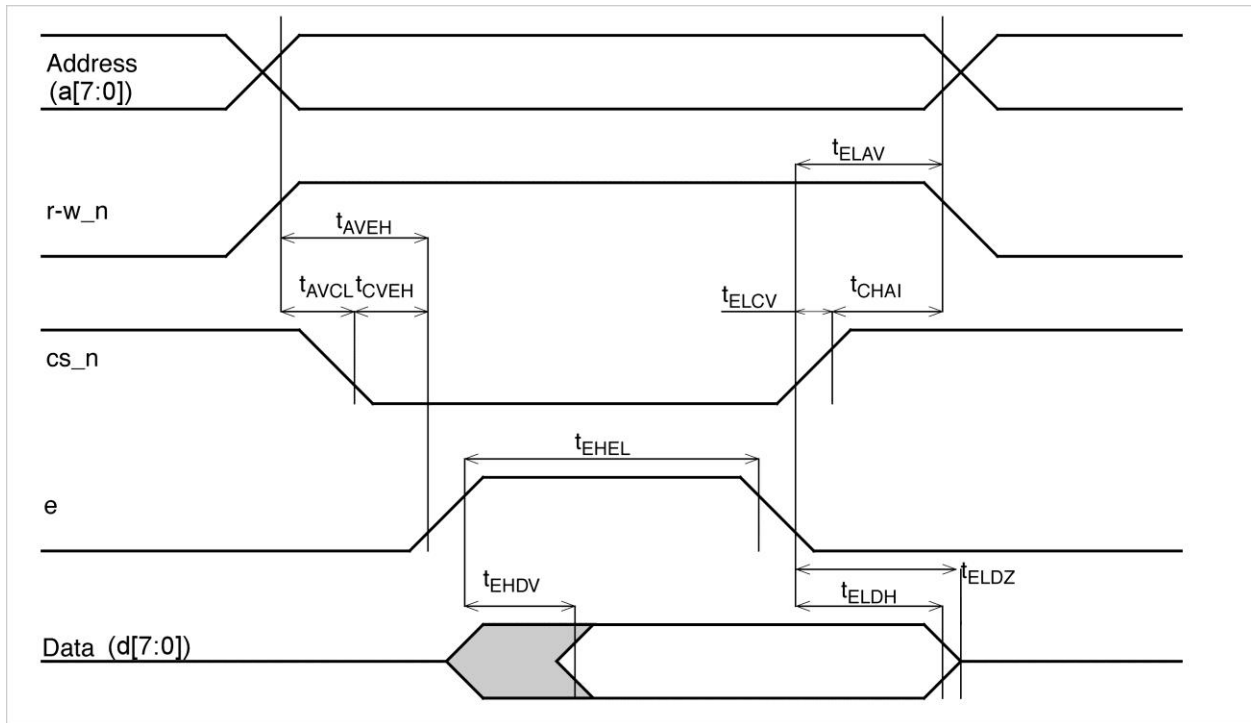 Address
(a[7:0])
tELAV
r-w_n
tAVEH
tAVCL tCVEH
tELCV
tCHAI
cs_n
tEHEL
e
tEHDV
tELDZ
tELDH
Data (d[7:0])